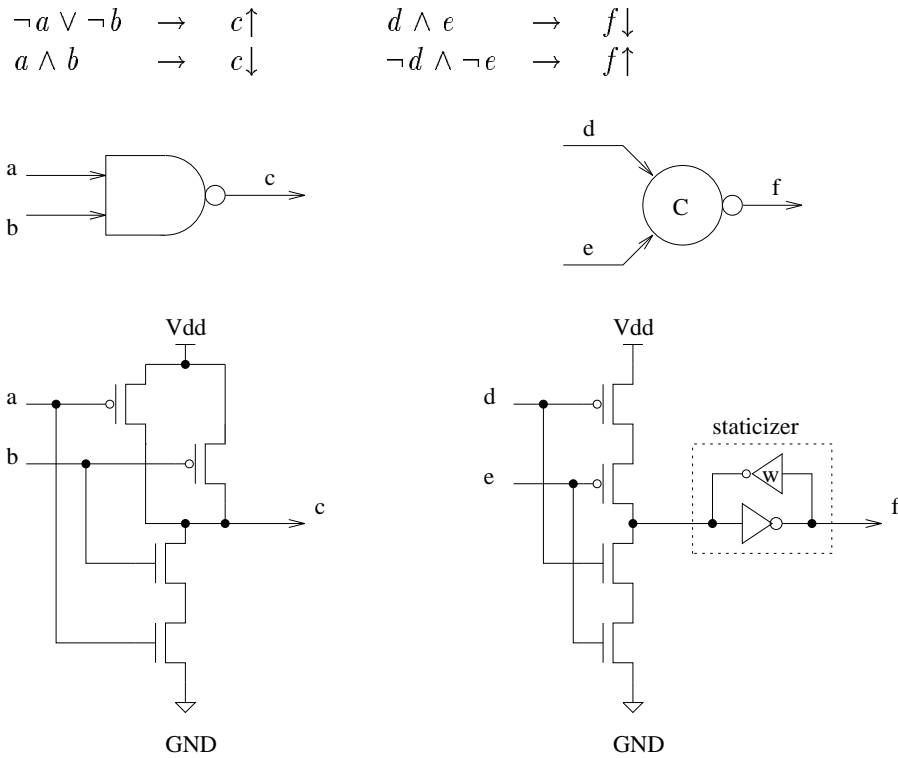 ¬a ∨ ¬b → c↑ d ∧ e → f↓
a ∧ b → c↓ ¬d ∧ ¬e → f↑
a
b
c
d
e
C
f
Vdd
a
b
c
GND
Vdd
d
e
staticizer
w
f
GND